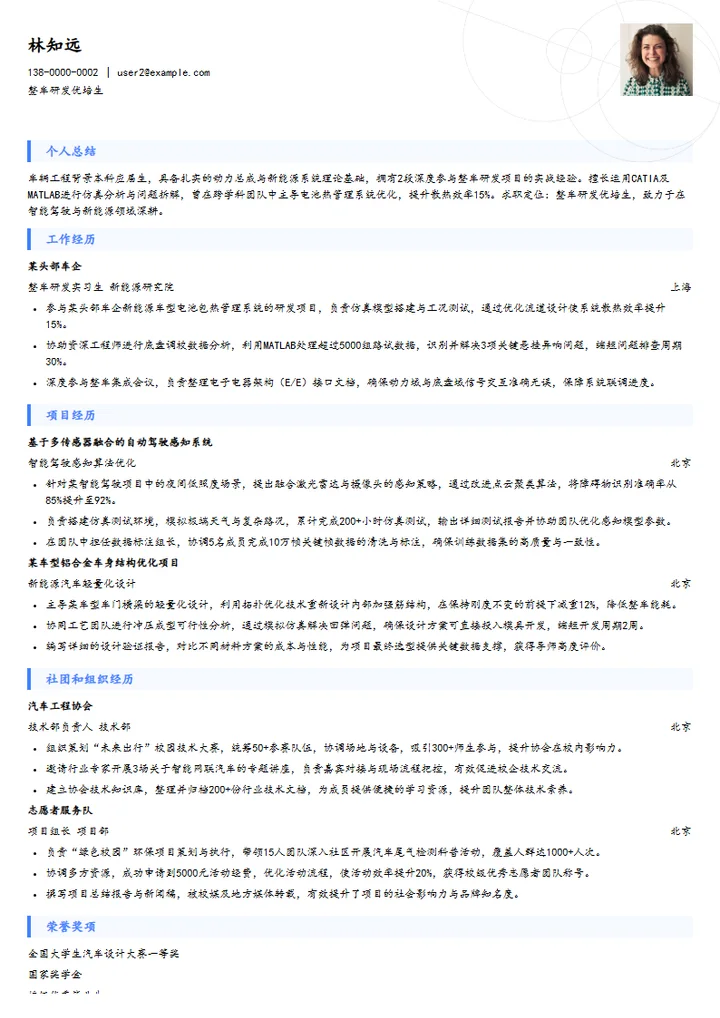 林知远
138-0000-0002 | user2@example.com
整车研发优培生
个人总结
车辆工程背景本科应届生，具备扎实的动力总成与新能源系统理论基础，拥有2段深度参与整车研发项目的实战经验。擅长运用CATIA及
MATLAB进行仿真分析与问题拆解，曾在跨学科团队中主导电池热管理系统优化，提升散热效率15%。求职定位：整车研发优培生，致力于在
智能驾驶与新能源领域深耕。
工作经历
某头部车企
整车研发实习生 新能源研究院 上海
• 参与某头部车企新能源车型电池包热管理系统的研发项目，负责仿真模型搭建与工况测试，通过优化流道设计使系统散热效率提升
15%。
• 协助资深工程师进行底盘调校数据分析，利用MATLAB处理超过5000组路试数据，识别并解决3项关键悬挂异响问题，缩短问题排查周期
30%。
• 深度参与整车集成会议，负责整理电子电器架构（E/E）接口文档，确保动力域与底盘域信号交互准确无误，保障系统联调进度。
项目经历
基于多传感器融合的自动驾驶感知系统
智能驾驶感知算法优化 北京
• 针对某智能驾驶项目中的夜间低照度场景，提出融合激光雷达与摄像头的感知策略，通过改进点云聚类算法，将障碍物识别准确率从
85%提升至92%。
• 负责搭建仿真测试环境，模拟极端天气与复杂路况，累计完成200+小时仿真测试，输出详细测试报告并协助团队优化感知模型参数。
• 在团队中担任数据标注组长，协调5名成员完成10万帧关键帧数据的清洗与标注，确保训练数据集的高质量与一致性。
某车型铝合金车身结构优化项目
新能源汽车轻量化设计 北京
• 主导某车型车门横梁的轻量化设计，利用拓扑优化技术重新设计内部加强筋结构，在保持刚度不变的前提下减重12%，降低整车能耗。
• 协同工艺团队进行冲压成型可行性分析，通过模拟仿真解决回弹问题，确保设计方案可直接投入模具开发，缩短开发周期2周。
• 编写详细的设计验证报告，对比不同材料方案的成本与性能，为项目最终选型提供关键数据支撑，获得导师高度评价。
社团和组织经历
汽车工程协会
技术部负责人 技术部 北京
• 组织策划“未来出行”校园技术大赛，统筹50+参赛队伍，协调场地与设备，吸引300+师生参与，提升协会在校内影响力。
• 邀请行业专家开展3场关于智能网联汽车的专题讲座，负责嘉宾对接与现场流程把控，有效促进校企技术交流。
• 建立协会技术知识库，整理并归档200+份行业技术文档，为成员提供便捷的学习资源，提升团队整体技术素养。
志愿者服务队
项目组长 项目部 北京
• 负责“绿色校园”环保项目策划与执行，带领15人团队深入社区开展汽车尾气检测科普活动，覆盖人群达1000+人次。
• 协调多方资源，成功申请到5000元活动经费，优化活动流程，使活动效率提升20%，获得校级优秀志愿者团队称号。
• 撰写项目总结报告与新闻稿，被校媒及地方媒体转载，有效提升了项目的社会影响力与品牌知名度。
荣誉奖项
全国大学生汽车设计大赛一等奖
国家奖学金